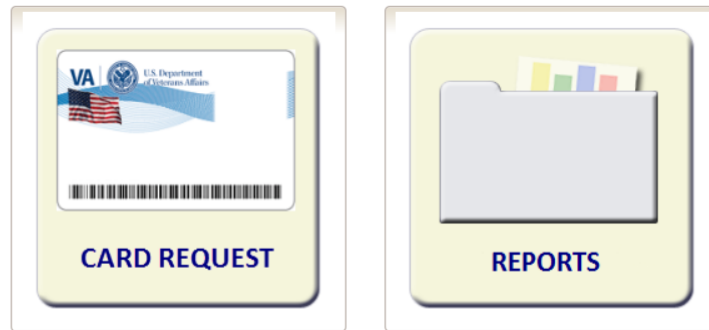 VA
U.S. Department
of Veterans Affairs
CARD REQUEST
REPORTS